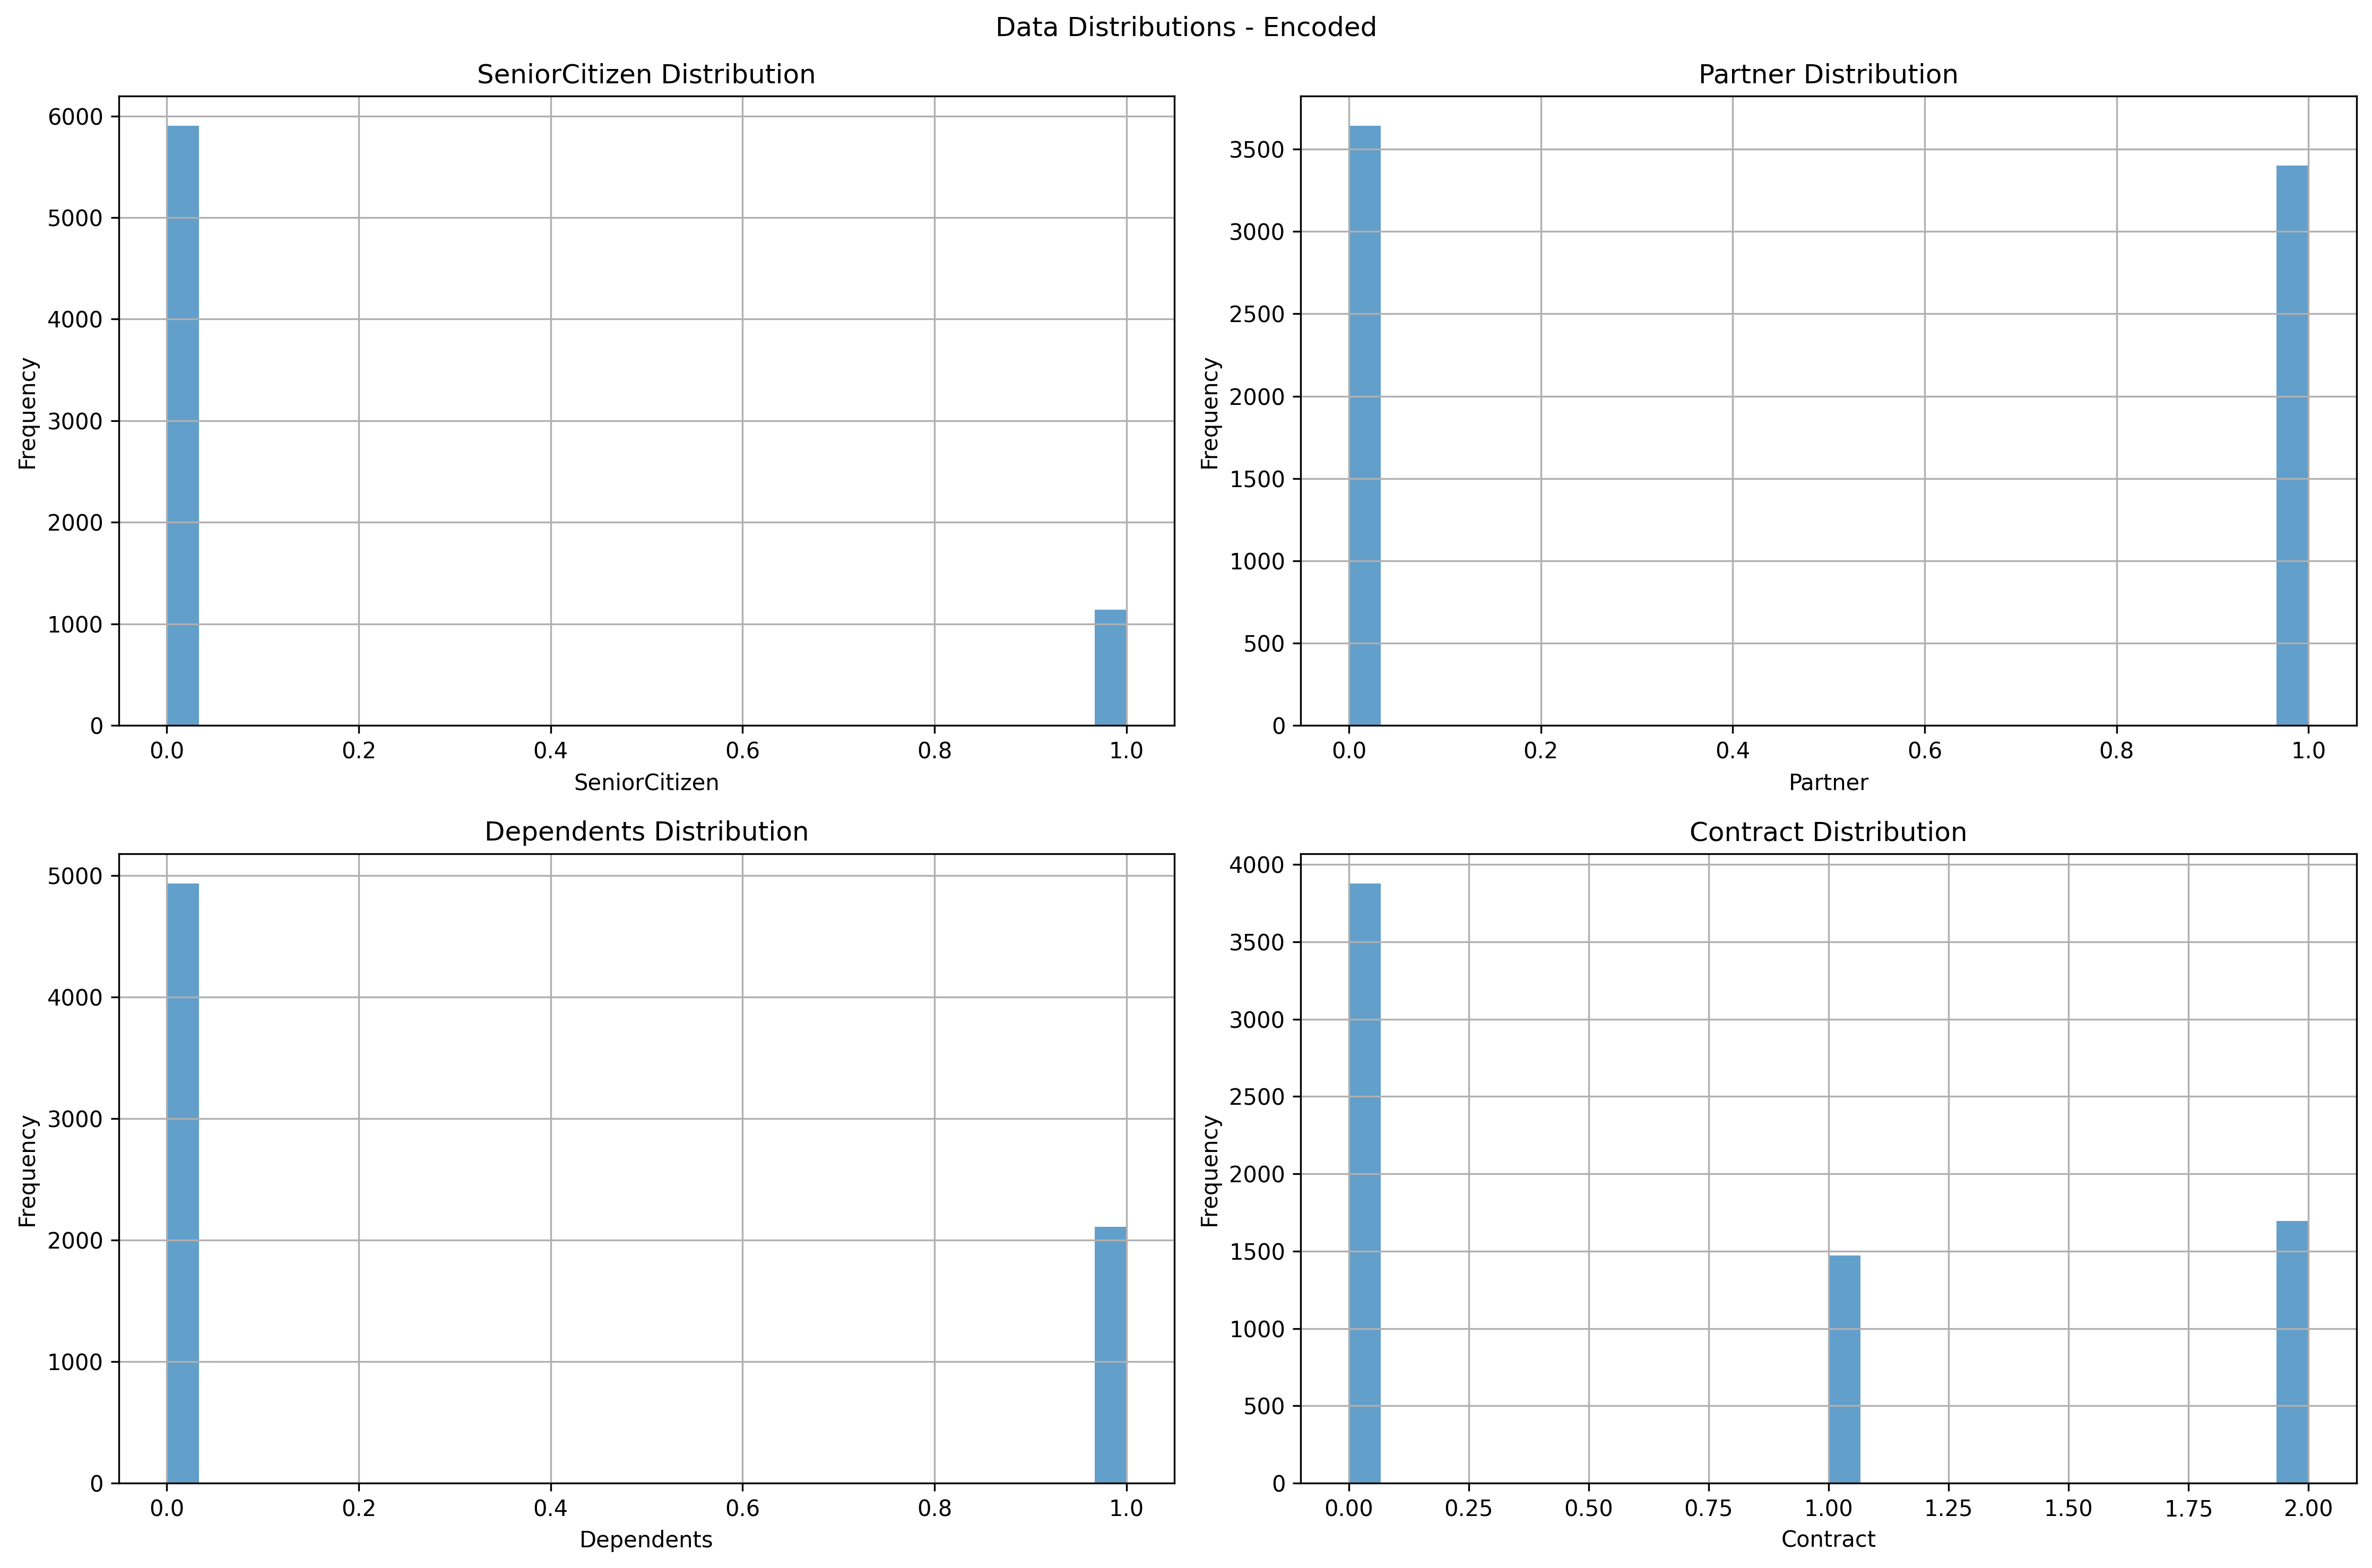 Data Distributions - Encoded
SeniorCitizen Distribution
6000
5000
4000
3000
2000
1000
0
Frequency
0.0 0.2 0.4 0.6 0.8 1.0
SeniorCitizen
Partner Distribution
3500
3000
2500
2000
1500
1000
500
0
Frequency
0.0 0.2 0.4 0.6 0.8 1.0
Partner
Dependents Distribution
5000
4000
3000
2000
1000
0
Frequency
0.0 0.2 0.4 0.6 0.8 1.0
Dependents
Contract Distribution
4000
3500
3000
2500
2000
1500
1000
500
0
Frequency
0.00 0.25 0.50 0.75 1.00 1.25 1.50 1.75 2.00
Contract